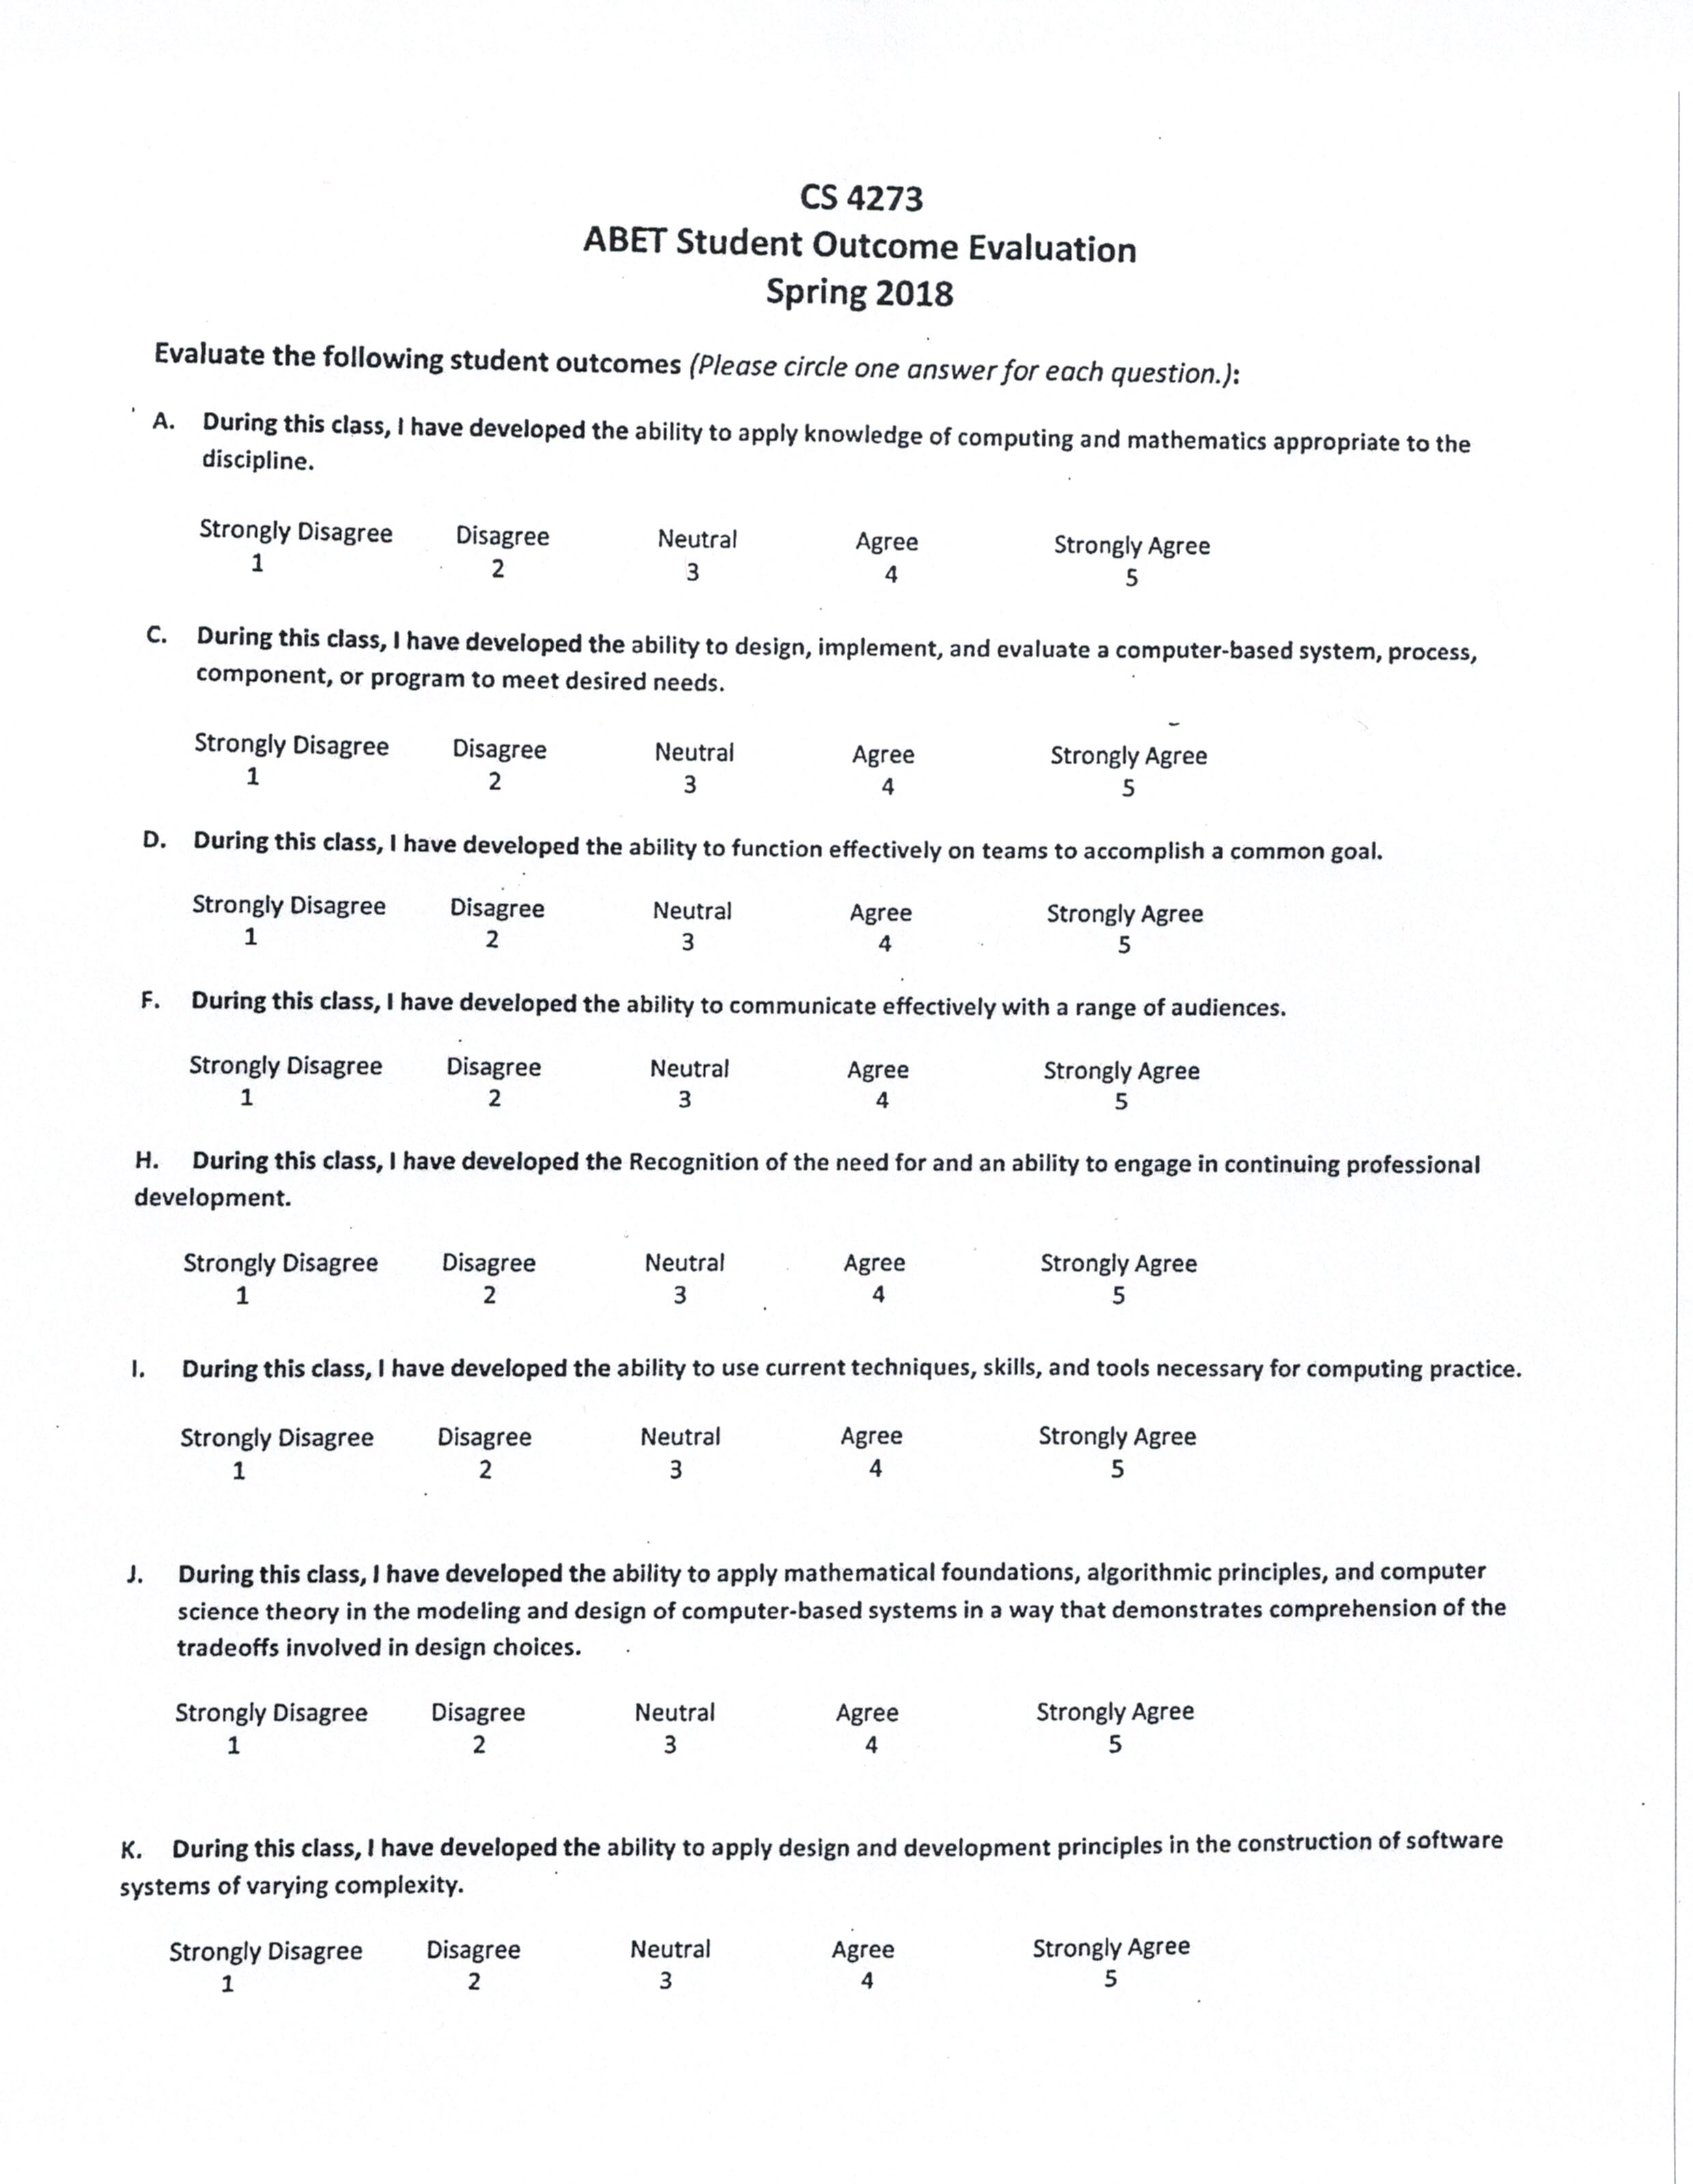 CS 4273
ABET Student Outcome Evaluation
Spring 2018
Evaluate the following student outcomes (Please circle one answer for each question.):
A. During this class, I have developed the ability to apply knowledge of computing and mathematics appropriate to the
discipline.
Strongly Disagree Disagree Neutral Agree Strongly Agree
1 2 3 4 5
C. During this class, I have developed the ability to design, implement, and evaluate a computer-based system, process,
component, or program to meet desired needs.
Strongly Disagree Disagree Neutral Agree Strongly Agree
1 2 3 4 5
D. During this class, I have developed the ability to function effectively on teams to accomplish a common goal.
Strongly Disagree Disagree Neutral Agree Strongly Agree
1 2 3 4 5
F. During this class, I have developed the ability to communicate effectively with a range of audiences.
Strongly Disagree Disagree Neutral Agree Strongly Agree
1 2 3 4 5
H. During this class, I have developed the Recognition of the need for and an ability to engage in continuing professional
development.
Strongly Disagree Disagree Neutral Agree Strongly Agree
1 2 3 4 5
I. During this class, I have developed the ability to use current techniques, skills, and tools necessary for computing practice.
Strongly Disagree Disagree Neutral Agree Strongly Agree
1 2 3 4 5
J. During this class, I have developed the ability to apply mathematical foundations, algorithmic principles, and computer
science theory in the modeling and design of computer-based systems in a way that demonstrates comprehension of the
tradeoffs involved in design choices.
Strongly Disagree Disagree Neutral Agree Strongly Agree
1 2 3 4 5
K. During this class, I have developed the ability to apply design and development principles in the construction of software
systems of varying complexity.
Strongly Disagree Disagree Neutral Agree Strongly Agree
1 2 3 4 5